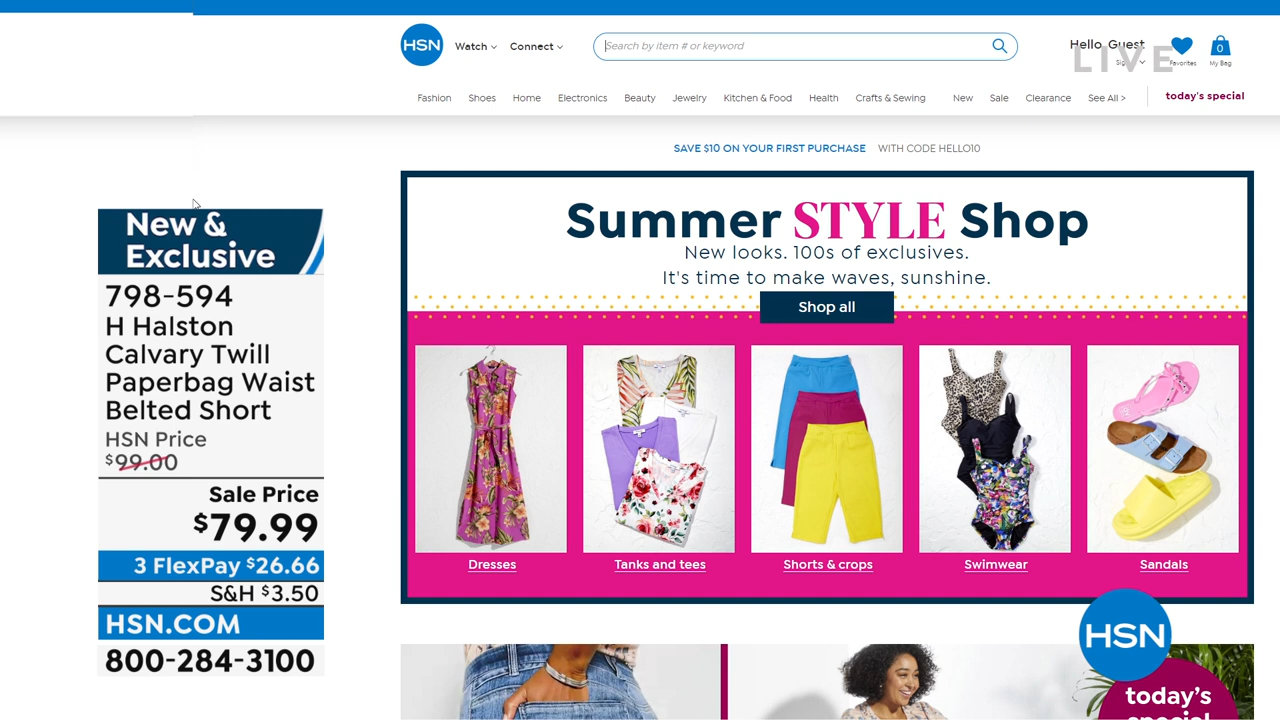 HSN
Watch
Connect
Search by item # or keyword
Hello, Guest
LIVE
Favorites
0
My Bag
Fashion
Shoes
Home
Electronics
Beauty
Jewelry
Kitchen & Food
Health
Crafts & Sewing
New
Sale
Clearance
See All >
today's special
SAVE $10 ON YOUR FIRST PURCHASE WITH CODE HELLO10
Summer STYLE Shop
New looks. 100s of exclusives.
It's time to make waves, sunshine.
Shop all
Dresses
Tanks and tees
Shorts & crops
Swimwear
Sandals
New &
Exclusive
798-594
H Halston
Calvary Twill
Paperbag Waist
Belted Short
HSN Price
$99.00
Sale Price
$79.99
3 FlexPay $26.66
S&H $3.50
HSN.COM
800-284-3100
HSN
today's
special